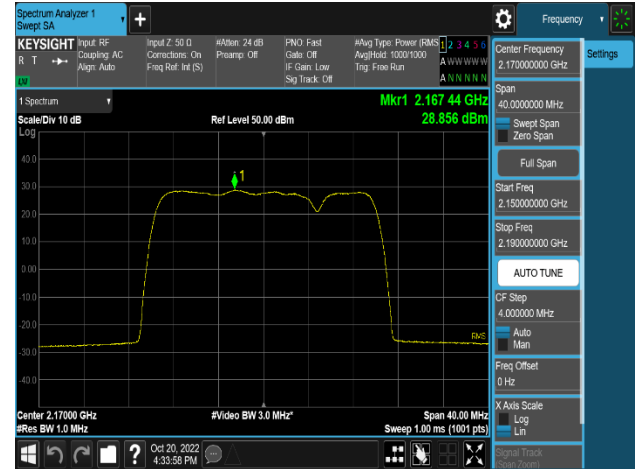 Spectrum Analyzer 1
Swept SA
Frequency
KEYSIGHT
R T
LXI
Input: RF
Coupling: AC
Align: Auto
Input Z: 50 Ω
Corrections: On
Freq Ref: Int (S)
#Atten: 24 dB
Preamp: Off
PNO: Fast
Gate: Off
IF Gain: Low
Sig Track: Off
#Avg Type: Power (RMS
Avg|Hold: 1000/1000
Trig: Free Run
1 2 3 4 5 6
A W W W W W
A N N N N N
1 Spectrum
Scale/Div 10 dB
Log
Ref Level 50.00 dBm
Mkr1 2.167 44 GHz
28.856 dBm
40.0
30.0
20.0
10.0
0.00
-10.0
-20.0
-30.0
-40.0
1
RMS
Center 2.17000 GHz
#Res BW 1.0 MHz
#Video BW 3.0 MHz*
Span 40.00 MHz
Sweep 1.00 ms (1001 pts)
Oct 20, 2022
4:33:58 PM
Center Frequency
2.170000000 GHz
Settings
Span
40.0000000 MHz
Swept Span
Zero Span
Full Span
Start Freq
2.150000000 GHz
Stop Freq
2.190000000 GHz
AUTO TUNE
CF Step
4.000000 MHz
Auto
Man
Freq Offset
0 Hz
X Axis Scale
Log
Lin
Signal Track
(Span Zoom)